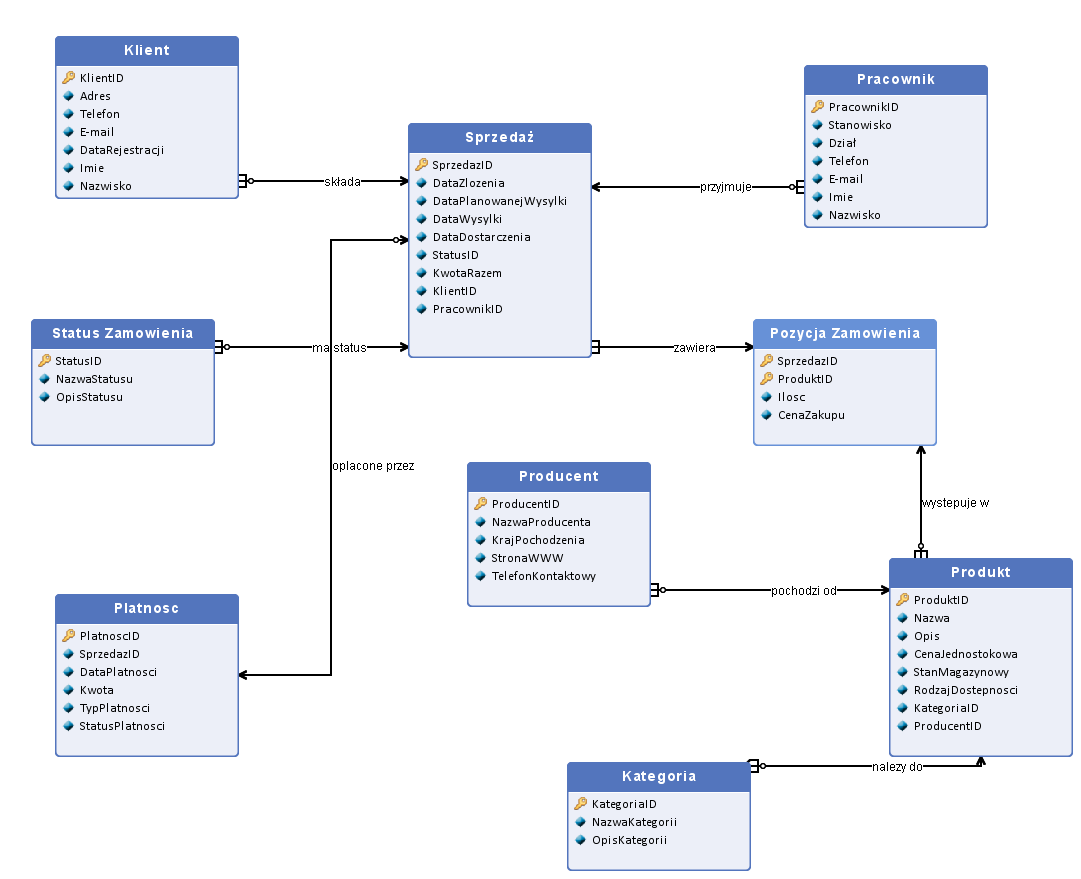 Klient
KlientID
Adres
Telefon
E-mail
DataRejestracji
Imie
Nazwisko
składa
Sprzedaż
SprzedazID
DataZlozenia
DataPlanowanejWysylki
DataWysylki
DataDostarczenia
StatusID
KwotaRazem
KlientID
PracownikID
przyjmuje
Pracownik
PracownikID
Stanowisko
Dział
Telefon
E-mail
Imie
Nazwisko
Status Zamowienia
StatusID
NazwaStatusu
OpisStatusu
ma status
zawiera
Pozycja Zamowienia
SprzedazID
ProduktID
Ilosc
CenaZakupu
oplacone przez
Producent
ProducentID
NazwaProducenta
KrajPochodzenia
StronaWWW
TelefonKontaktowy
wystepuje w
pochodzi od
Platnosc
PlatnoscID
SprzedazID
DataPlatnosci
Kwota
TypPlatnosci
StatusPlatnosci
Produkt
ProduktID
Nazwa
Opis
CenaJednostokowa
StanMagazynowy
RodzajDostepnosci
KategoriaID
ProducentID
nalezy do
Kategoria
KategoriaID
NazwaKategorii
OpisKategorii